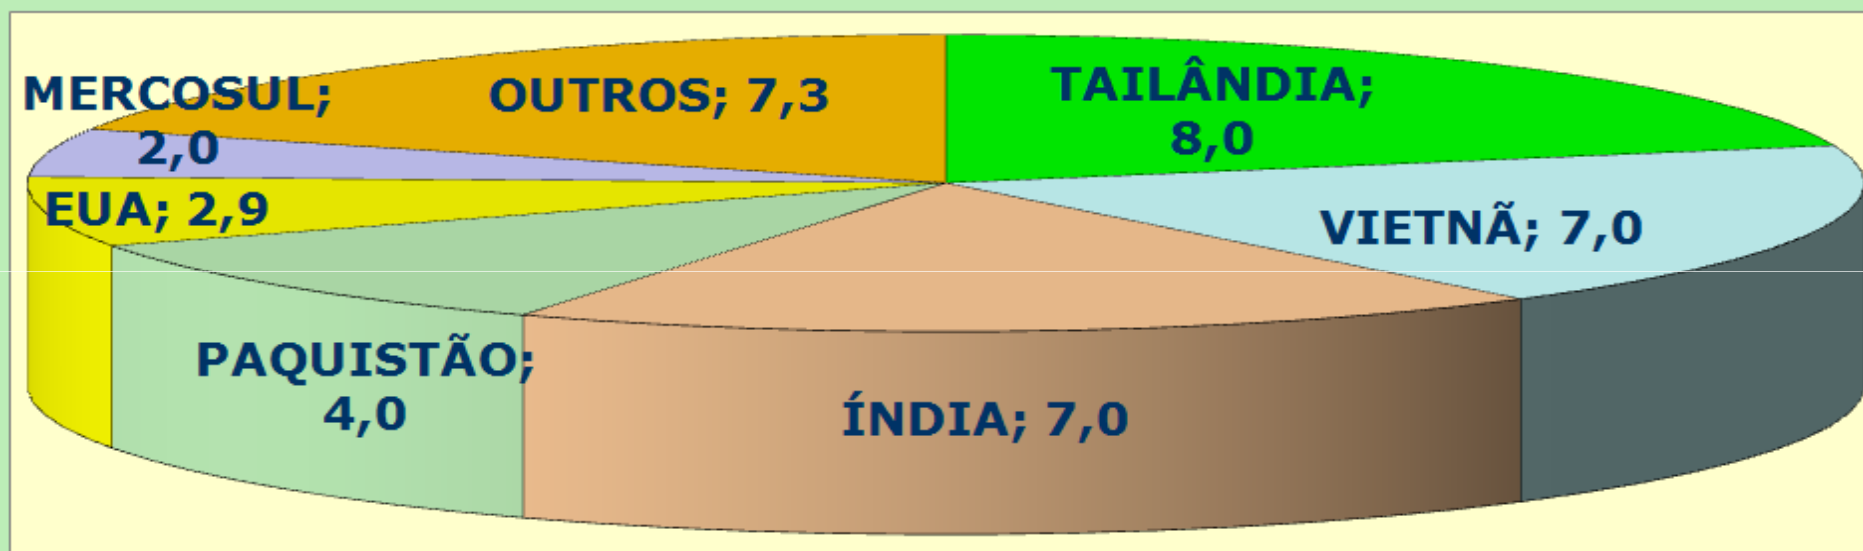 MERCOSUL;
2,0
OUTROS; 7,3
TAILÂNDIA;
8,0
EUA; 2,9
VIETNÃ; 7,0
PAQUISTÃO;
4,0
ÍNDIA; 7,0